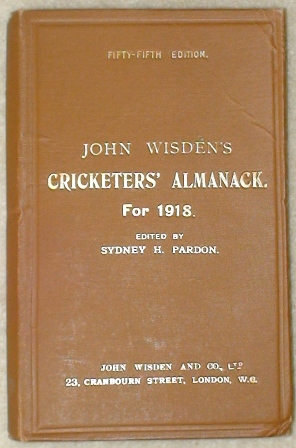 FIFTY-FIFTH EDITION.
JOHN WISDEN'S
CRICKETERS' ALMANACK.
For 1918.
EDITED BY
SYDNEY H. PARDON.
JOHN WISDEN AND CO., LTD
23, CRANBOURN STREET, LONDON, W.C.